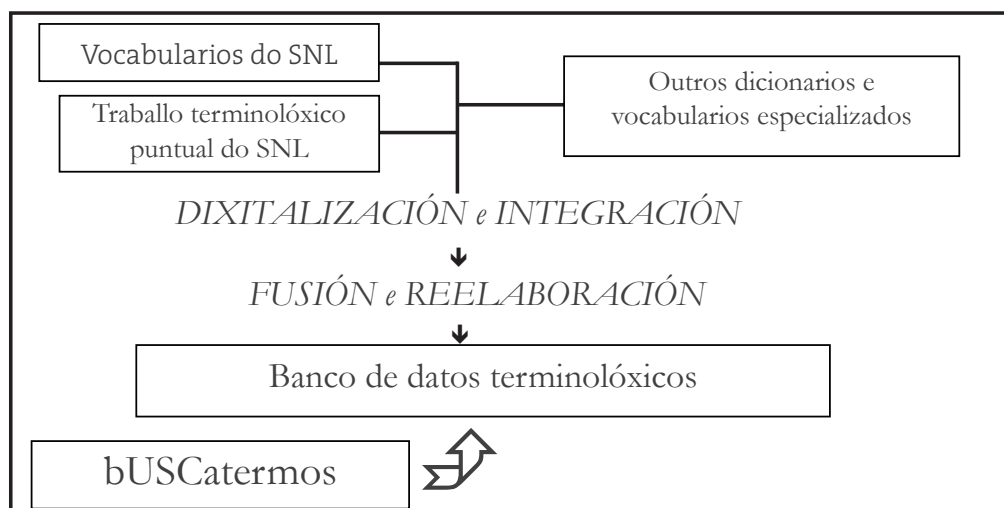 Vocabularios do SNL
Traballo terminolóxico
puntual do SNL
Outros dicionarios e
vocabularios especializados
DIXITALIZACIÓN e INTEGRACIÓN
FUSIÓN e REELABORACIÓN
Banco de datos terminolóxicos
bUSCatermos